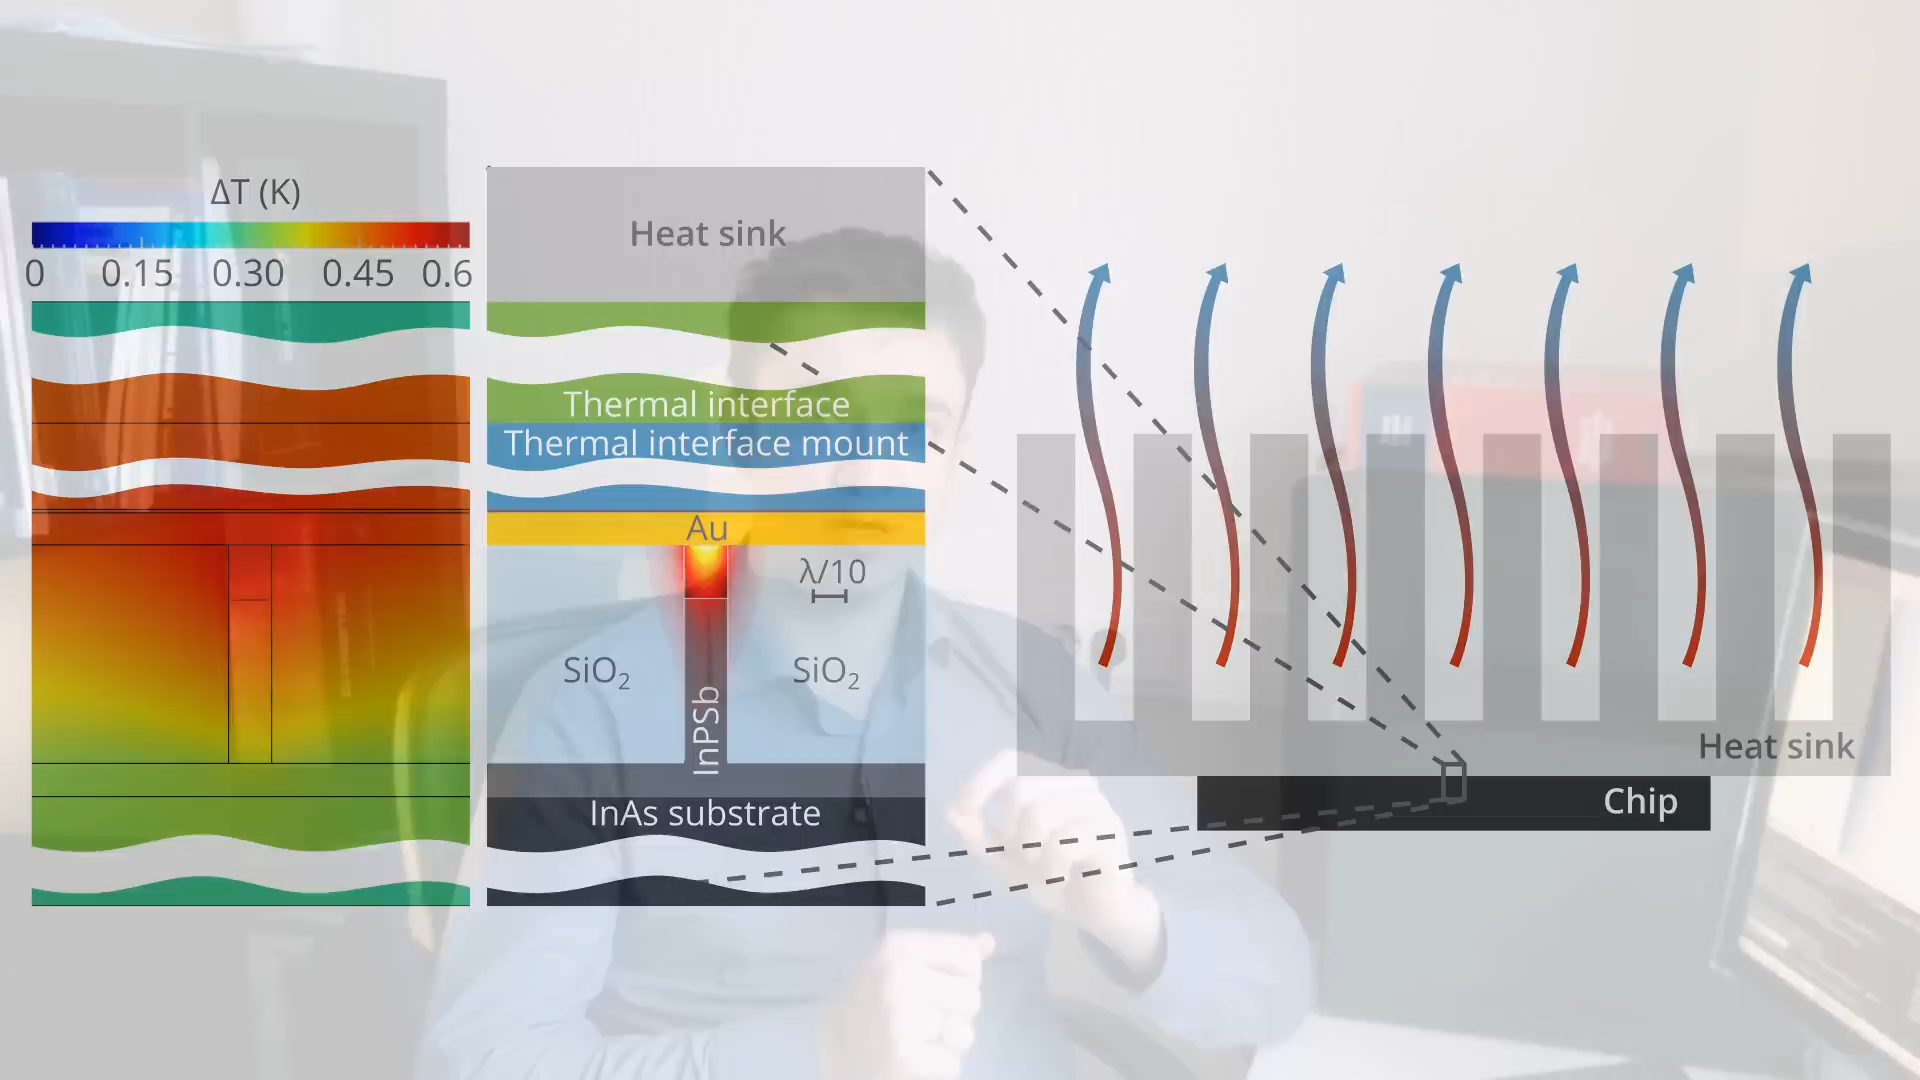 ΔT (K)
0 0.15 0.30 0.45 0.6
Heat sink
Thermal interface
Thermal interface mount
Au
λ/10
SiO₂ SiO₂
InPSb
InAs substrate
Heat sink
Chip